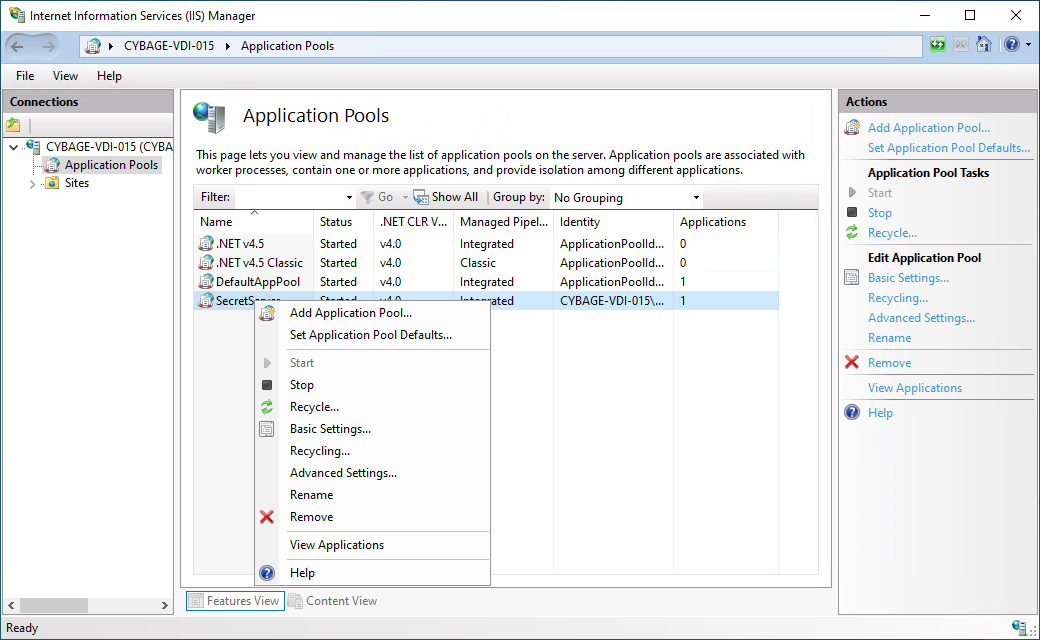 Internet Information Services (IIS) Manager
CYBAGE-VDI-015 Application Pools
File View Help
Connections
CYBAGE-VDI-015 (CYBA
Application Pools
Sites
Application Pools
This page lets you view and manage the list of application pools on the server. Application pools are associated with
worker processes, contain one or more applications, and provide isolation among different applications.
Filter: Go Show All Group by: No Grouping
Name Status .NET CLR V... Managed Pipel... Identity Applications
.NET v4.5 Started v4.0 Integrated ApplicationPoolId... 0
.NET v4.5 Classic Started v4.0 Classic ApplicationPoolId... 0
DefaultAppPool Started v4.0 Integrated ApplicationPoolId... 1
SecretServer Started v4.0 Integrated CYBAGE-VDI-015\... 1
Add Application Pool...
Set Application Pool Defaults...
Start
Stop
Recycle...
Basic Settings...
Recycling...
Advanced Settings...
Rename
Remove
View Applications
Help
Features View Content View
Actions
Add Application Pool...
Set Application Pool Defaults...
Application Pool Tasks
Start
Stop
Recycle...
Edit Application Pool
Basic Settings...
Recycling...
Advanced Settings...
Rename
Remove
View Applications
Help
Ready